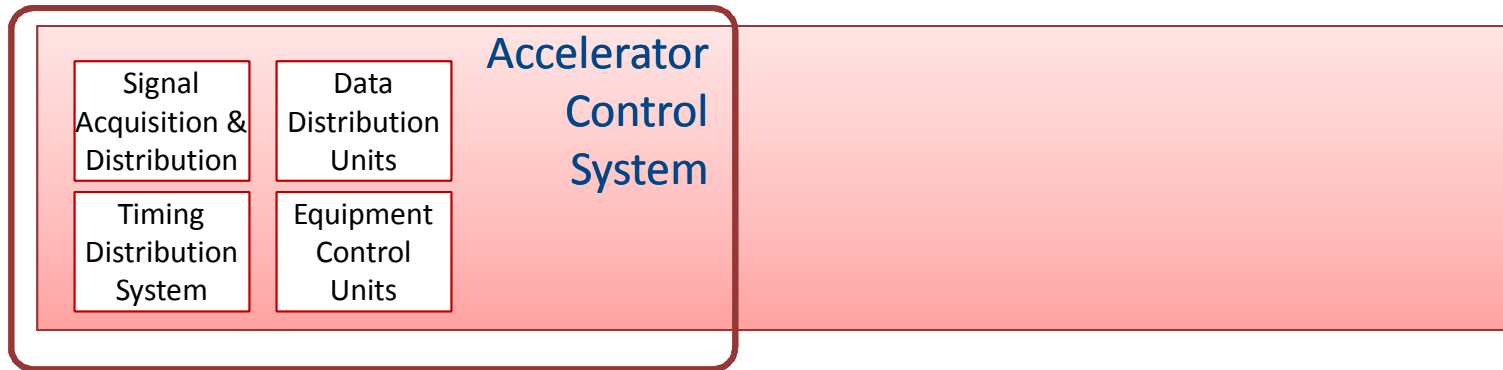 Signal
Acquisition &
Distribution
Data
Distribution
Units
Accelerator
Control
System
Timing
Distribution
System
Equipment
Control
Units